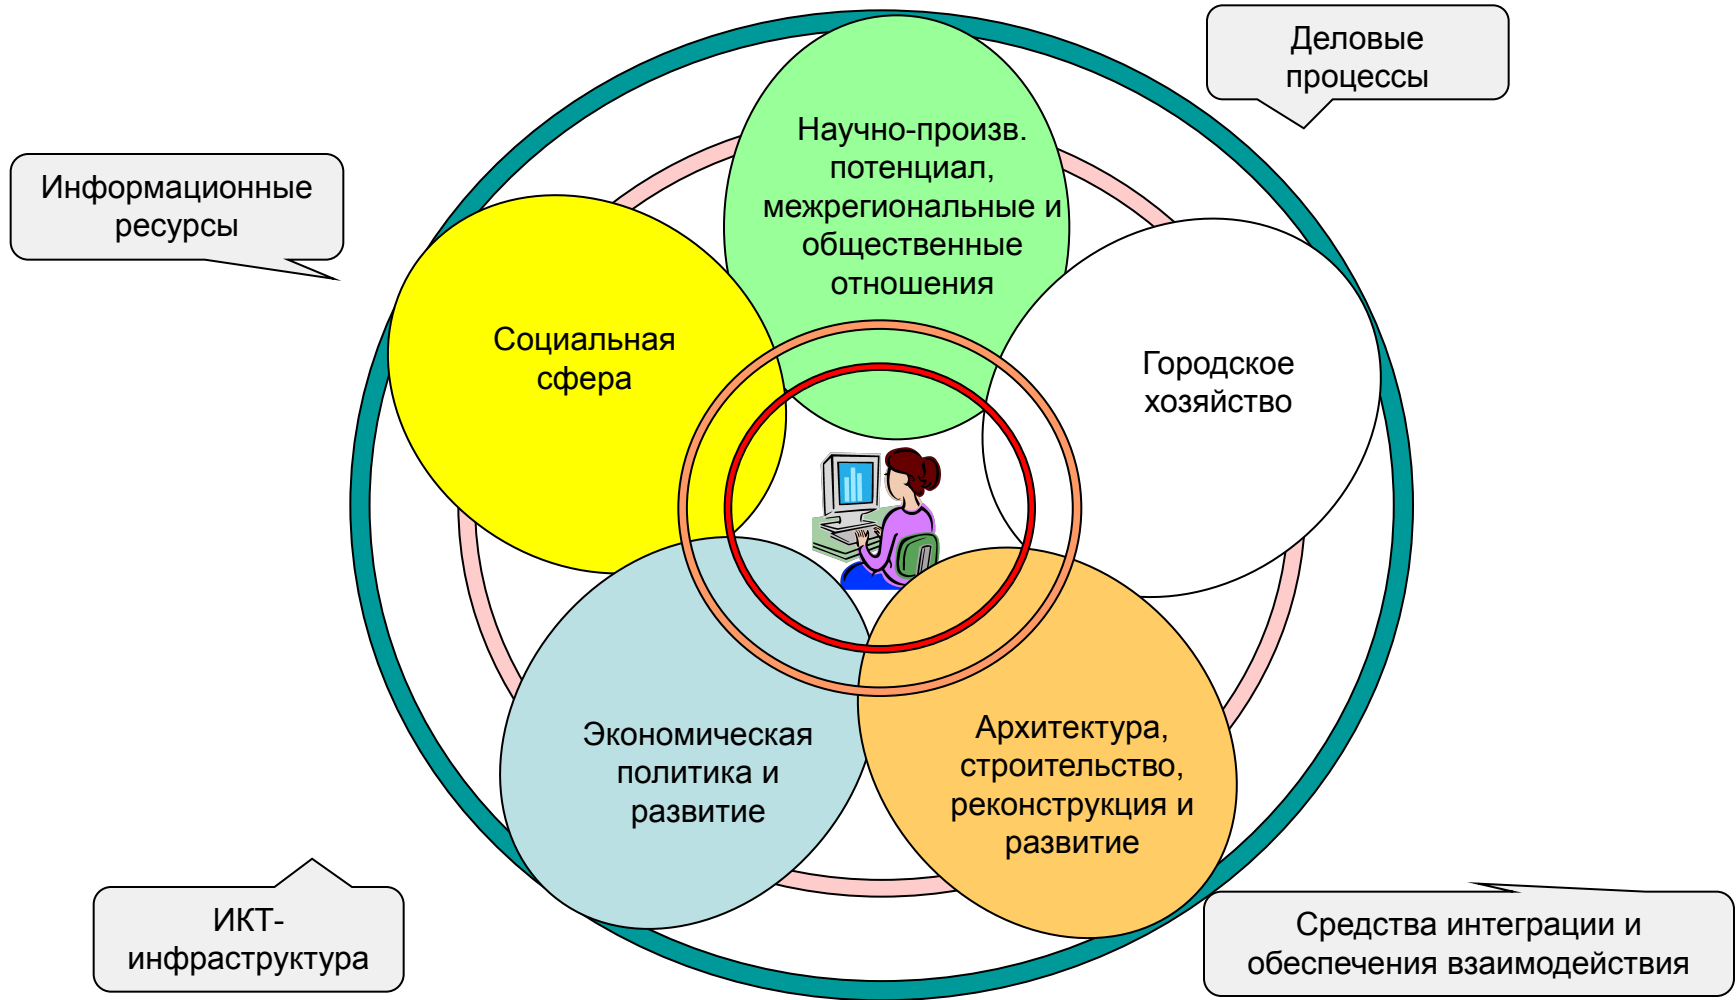 Деловые
процессы
Научно-произв.
потенциал,
межрегиональные и
общественные
отношения
Информационные
ресурсы
Социальная
сфера
Городское
хозяйство
Экономическая
политика и
развитие
Архитектура,
строительство,
реконструкция и
развитие
ИКТ-
инфраструктура
Средства интеграции и
обеспечения взаимодействия